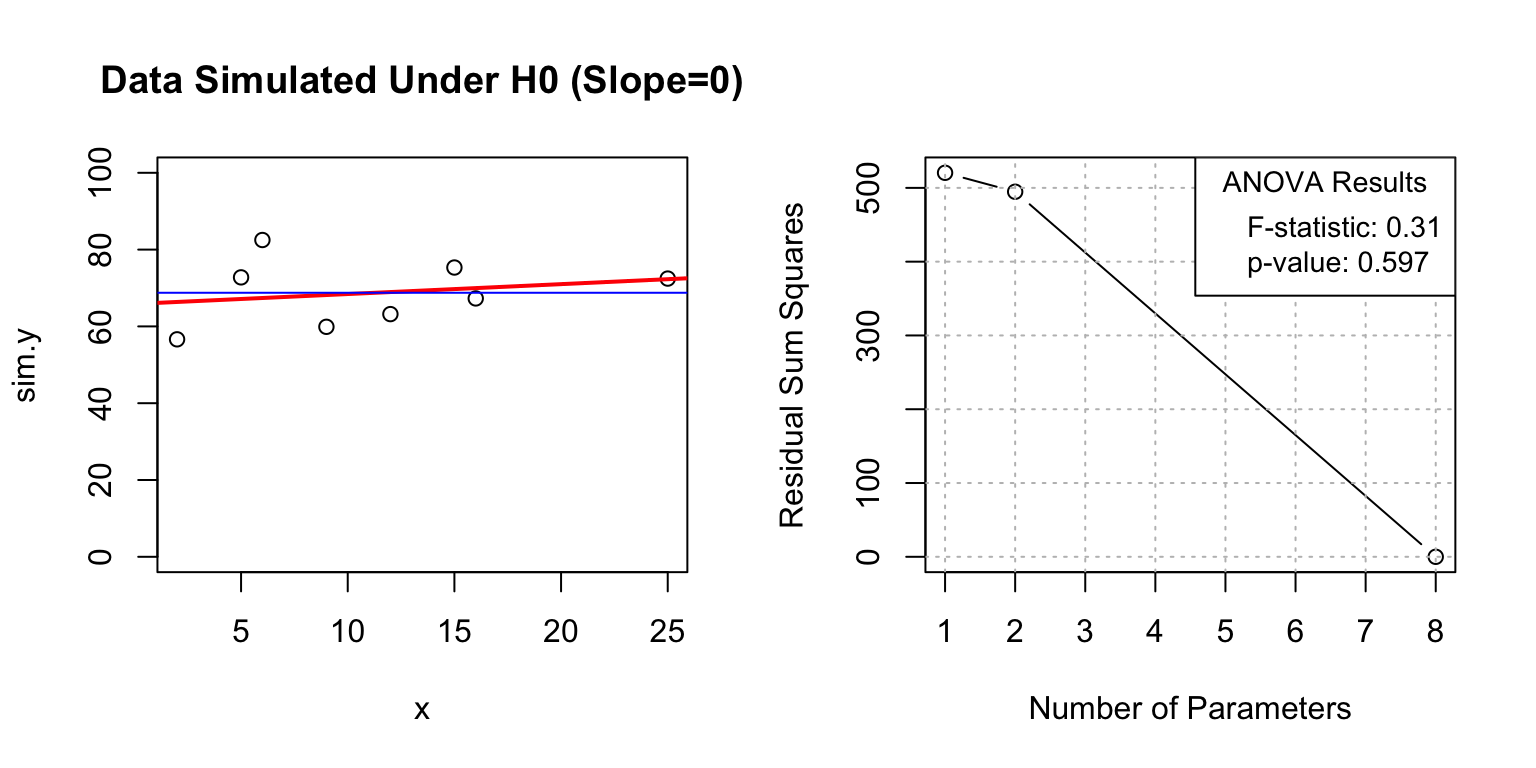 Data Simulated Under H0 (Slope=0)
sim.y
0
20
40
60
80
100
5
10
15
20
25
x
Residual Sum Squares
0
100
300
500
ANOVA Results
F-statistic: 0.31
p-value: 0.597
1
2
3
4
5
6
7
8
Number of Parameters